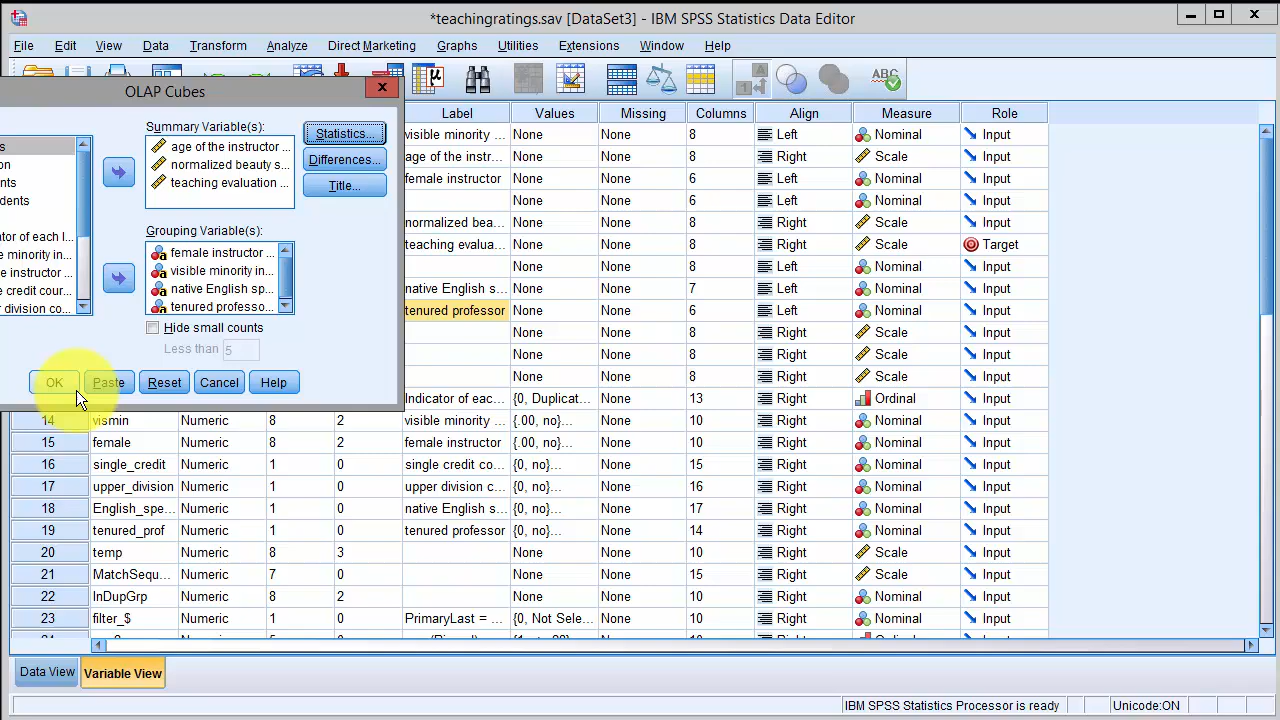 *teachingratings.sav [DataSet3] - IBM SPSS Statistics Data Editor
File Edit View Data Transform Analyze Direct Marketing Graphs Utilities Extensions Window Help
OLAP Cubes
Summary Variable(s):
age of the instructor ...
normalized beauty s...
teaching evaluation ...
Statistics...
Differences...
Title...
Grouping Variable(s):
female instructor ...
visible minority in...
native English sp...
tenured professo...
Hide small counts
Less than 5
OK Paste Reset Cancel Help
s
on
nts
dents
ator of each I...
e minority in...
e instructor ...
e credit cour...
r division co...
Label Values Missing Columns Align Measure Role
visible minority ... None None 8 Left Nominal Input
age of the instr... None None 8 Right Scale Input
female instructor None None 6 Left Nominal Input
None None 6 Left Nominal Input
normalized bea... None None 8 Right Scale Input
teaching evalua... None None 8 Right Scale Target
None None 8 Left Nominal Input
native English s... None None 7 Left Nominal Input
tenured professor None None 6 Left Nominal Input
None None 8 Right Scale Input
None None 8 Right Scale Input
None None 8 Right Nominal Input
Indicator of eac... {0, Duplicat... None 13 Right Ordinal Input
14 vismin Numeric 8 2 visible minority ... {.00, no}... None 10 Right Nominal Input
15 female Numeric 8 2 female instructor {.00, no}... None 10 Right Nominal Input
16 single_credit Numeric 1 0 single credit co... {0, no}... None 15 Right Nominal Input
17 upper_division Numeric 1 0 upper division c... {0, no}... None 16 Right Nominal Input
18 English_spe... Numeric 1 0 native English s... {0, no}... None 17 Right Nominal Input
19 tenured_prof Numeric 1 0 tenured professor {0, no}... None 14 Right Nominal Input
20 temp Numeric 8 3 None None 10 Right Scale Input
21 MatchSequ... Numeric 7 0 None None 15 Right Scale Input
22 InDupGrp Numeric 8 2 None None 10 Right Nominal Input
23 filter_$ Numeric 1 0 PrimaryLast = ... {0, Not Sele... None 10 Right Nominal Input
Data View Variable View
IBM SPSS Statistics Processor is ready Unicode:ON